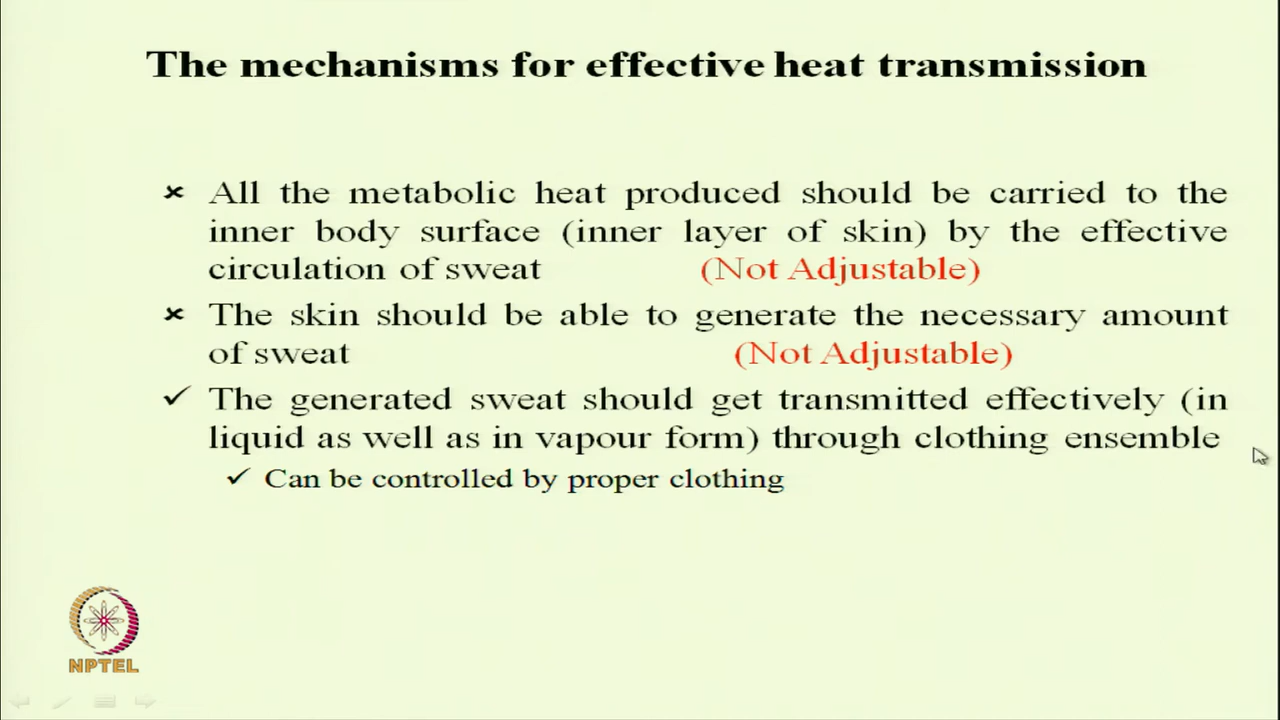 The mechanisms for effective heat transmission
All the metabolic heat produced should be carried to the
inner body surface (inner layer of skin) by the effective
circulation of sweat (Not Adjustable)
The skin should be able to generate the necessary amount
of sweat (Not Adjustable)
The generated sweat should get transmitted effectively (in
liquid as well as in vapour form) through clothing ensemble
Can be controlled by proper clothing
NPTEL